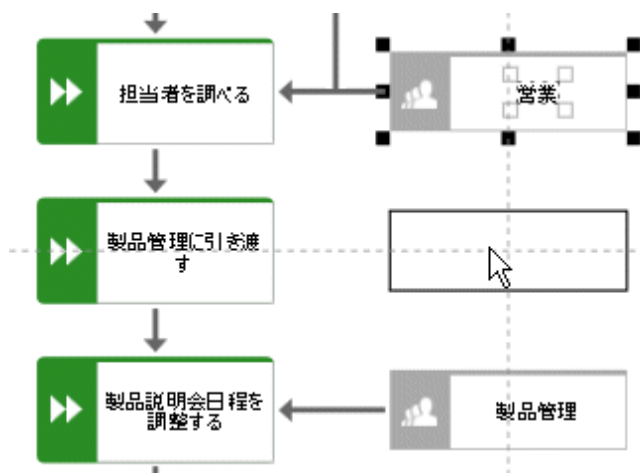 担当者を調べる
営業
製品管理に引き渡
す
製品説明会日程を
調整する
製品管理